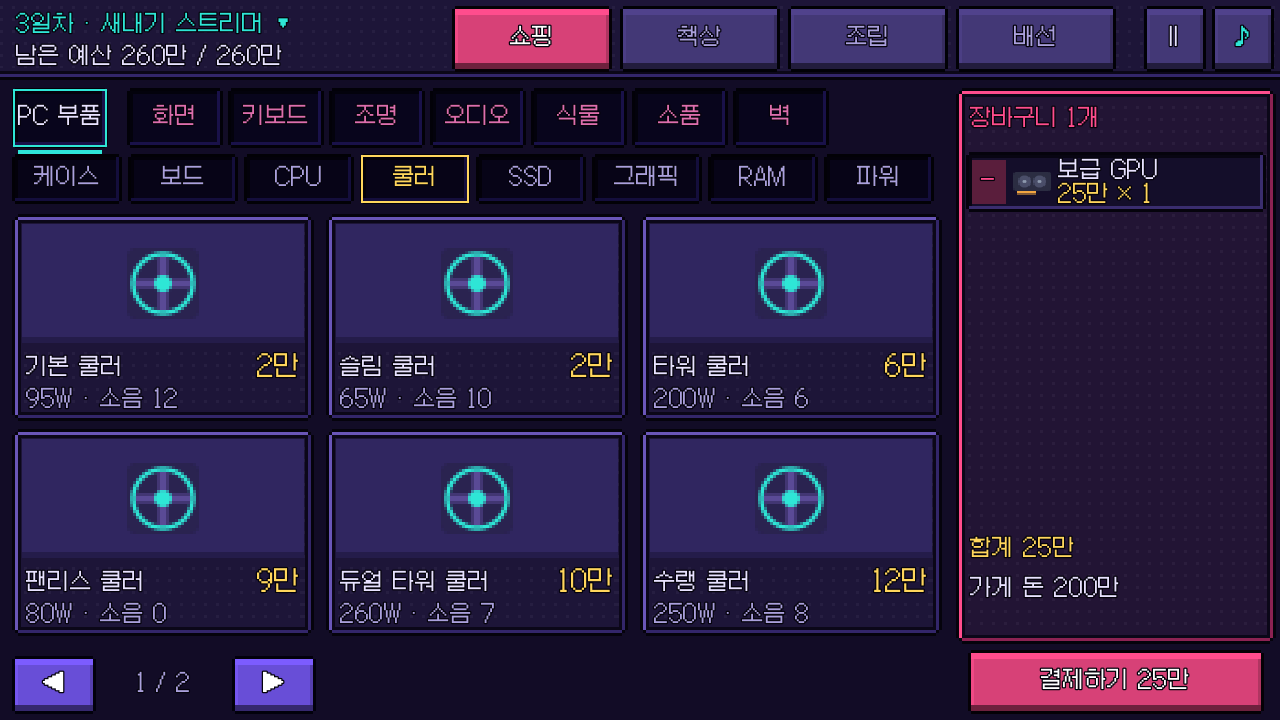 3일차 · 새내기 스트리머 ▼
남은 예산 260만 / 260만
쇼핑
책상
조립
배선
PC 부품
화면
키보드
조명
오디오
식물
소품
벽
케이스
보드
CPU
쿨러
SSD
그래픽
RAM
파워
기본 쿨러 2만
95W · 소음 12
슬림 쿨러 2만
65W · 소음 10
타워 쿨러 6만
200W · 소음 6
팬리스 쿨러 9만
80W · 소음 0
듀얼 타워 쿨러 10만
260W · 소음 7
수랭 쿨러 12만
250W · 소음 8
1 / 2
장바구니 1개
보급 GPU
25만 × 1
합계 25만
가게 돈 200만
결제하기 25만